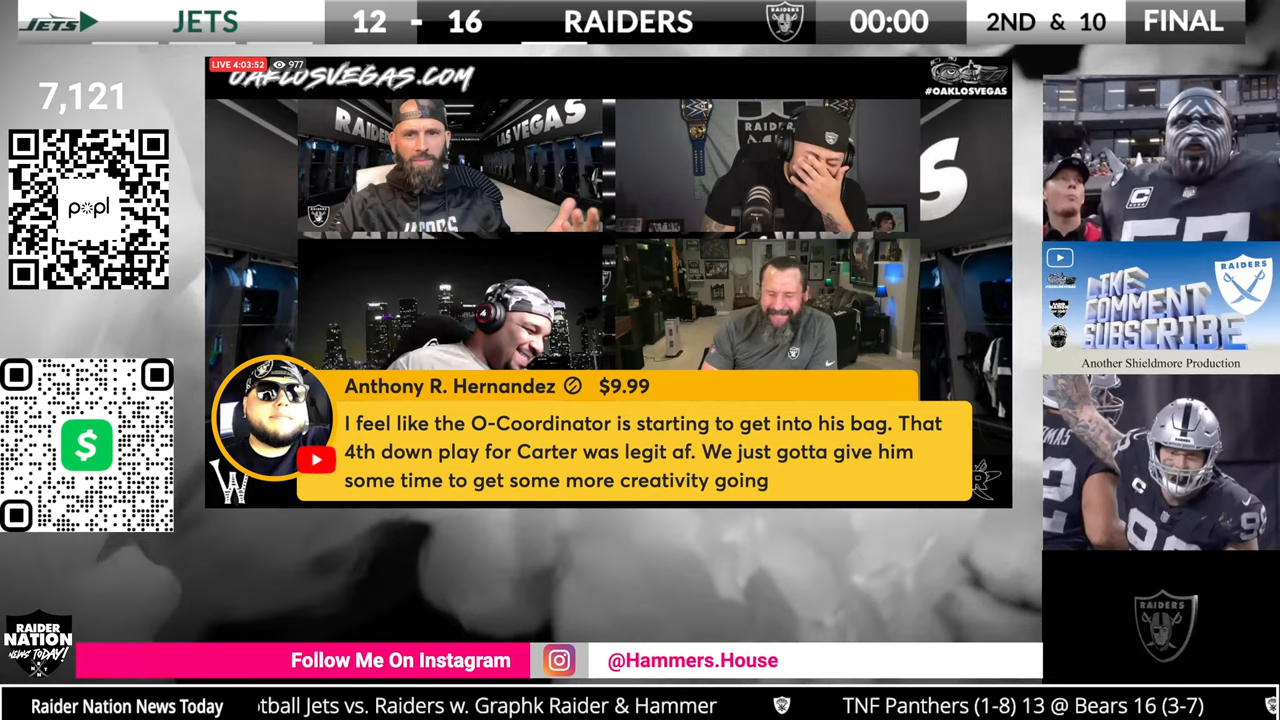 JETS
JETS
12 - 16
RAIDERS
00:00
2ND & 10
FINAL
LIVE 4:03:52
977
OAKLOSVEGAS.COM
#OAKLOSVEGAS
7,121
popl
RAIDER
LAS VEGAS
RAIDER
S
C
57
RAIDERS
LIKE
COMMENT
SUBSCRIBE
Another Shieldmore Production
Anthony R. Hernandez $9.99
I feel like the O-Coordinator is starting to get into his bag. That
4th down play for Carter was legit af. We just gotta give him
some time to get some more creativity going
$
RAIDERS
RAIDER
NATION
NEWS TODAY!
Follow Me On Instagram
@Hammers.House
Raider Nation News Today
tball Jets vs. Raiders w. Graphk Raider & Hammer
TNF Panthers (1-8) 13 @ Bears 16 (3-7)